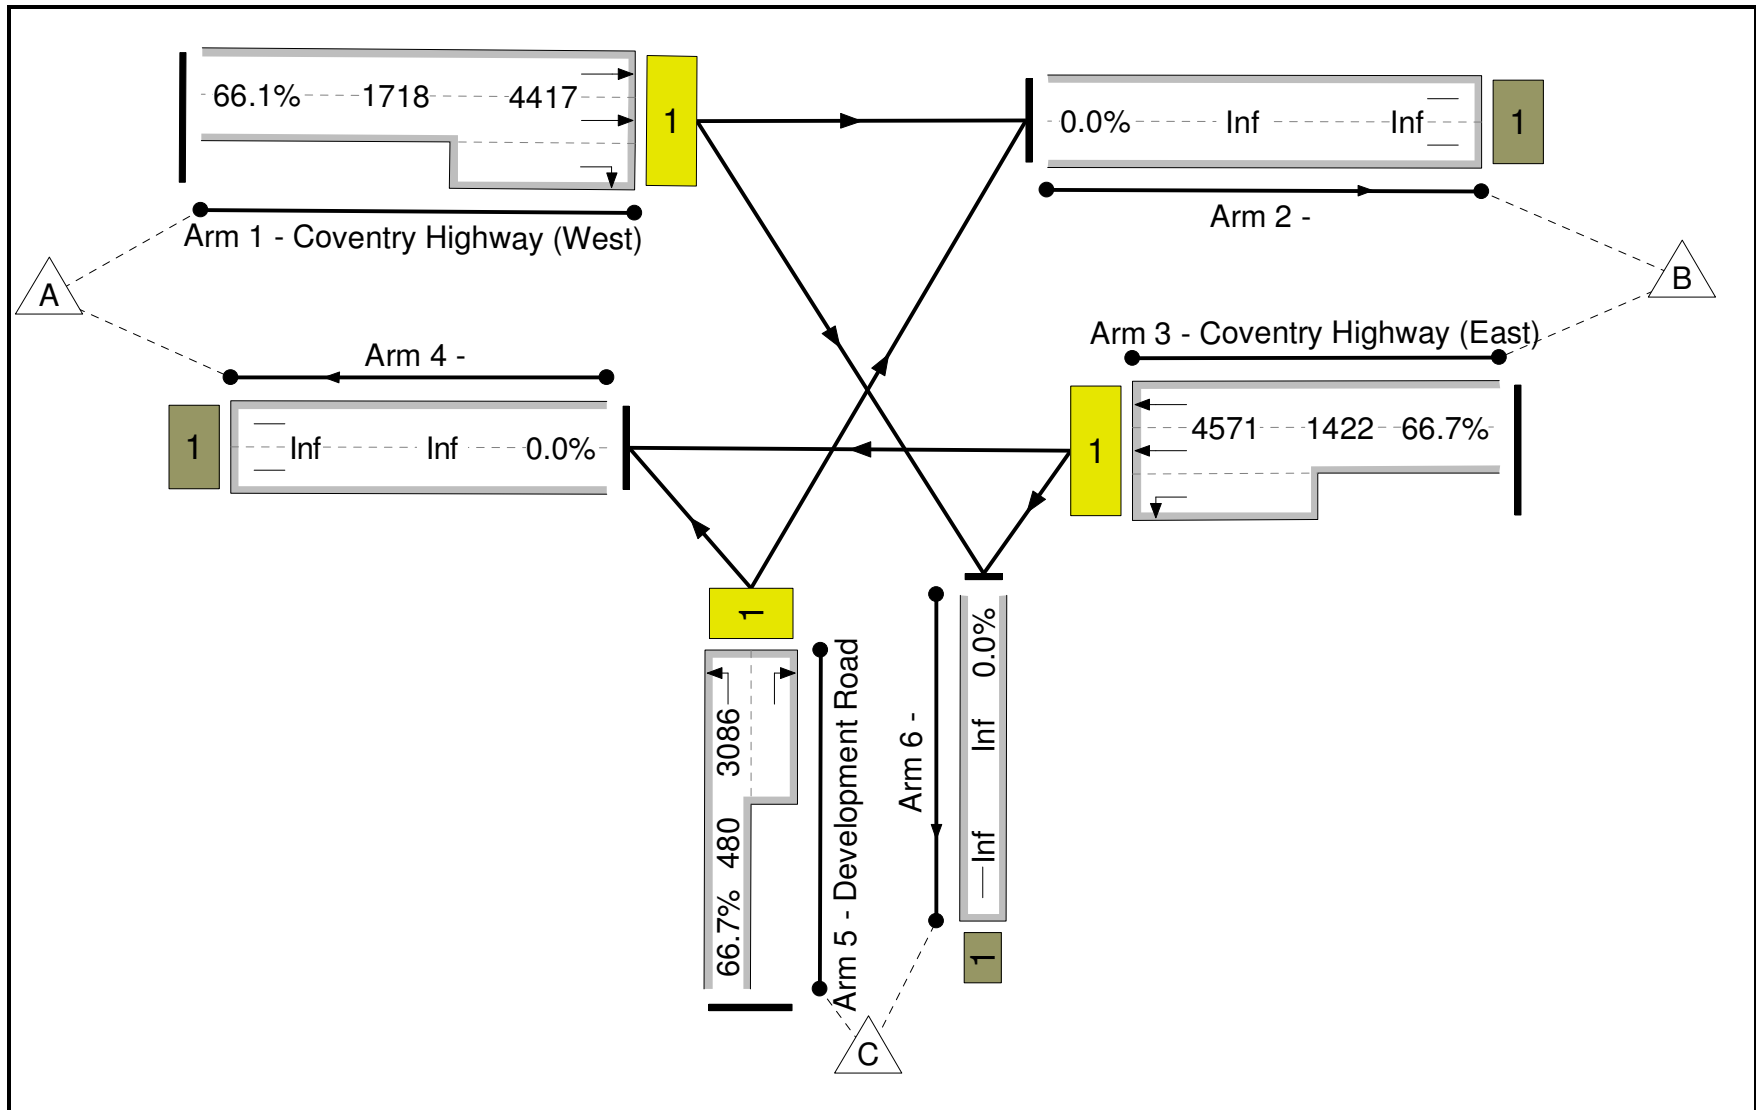 66.1% 1718 4417
1
0.0% Inf Inf
1
Arm 1 - Coventry Highway (West)
Arm 2 -
A
B
Arm 4 -
Arm 3 - Coventry Highway (East)
1
Inf Inf 0.0%
1
4571 1422 66.7%
1
66.7% 480 3086
Arm 5 - Development Road
Arm 6 -
Inf Inf 0.0%
1
C